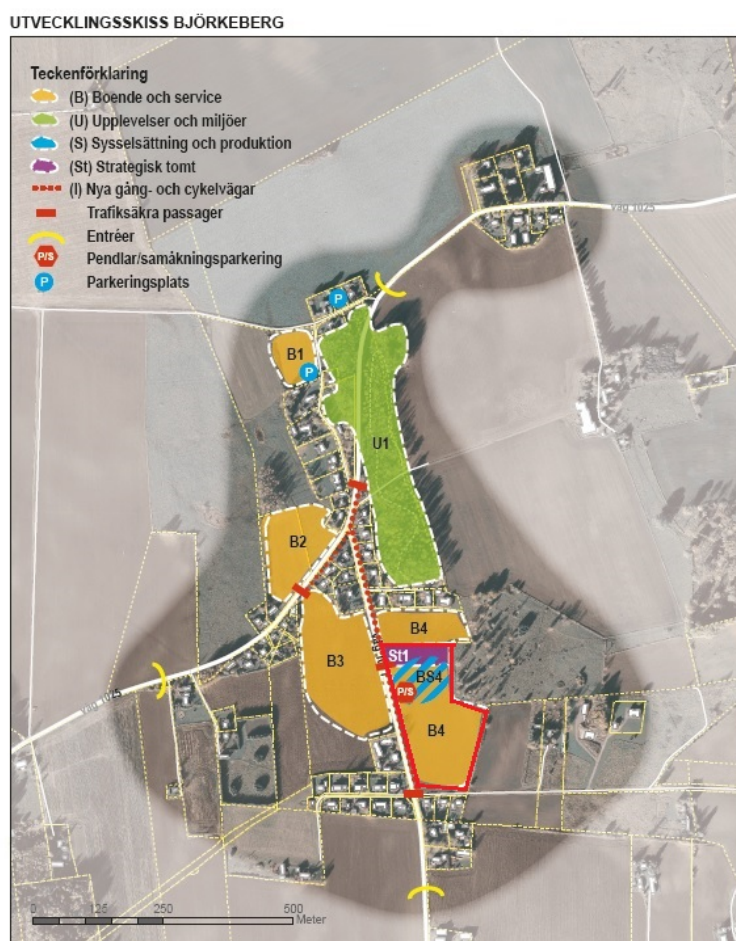 UTVECKLINGSSKISS BJÖRKEBERG
Teckenförklaring
(B) Boende och service
(U) Upplevelser och miljöer
(S) Sysselsättning och produktion
(St) Strategisk tomt
(I) Nya gång- och cykelvägar
Trafiksäkra passager
Entréer
P/S Pendlar/samåkningsparkering
P Parkeringsplats
Väg 1025
P
B1
P
U1
B2
B4
B3
St1
BS4
P/S
Väg 1025
B4
0 125 250 500
Meter